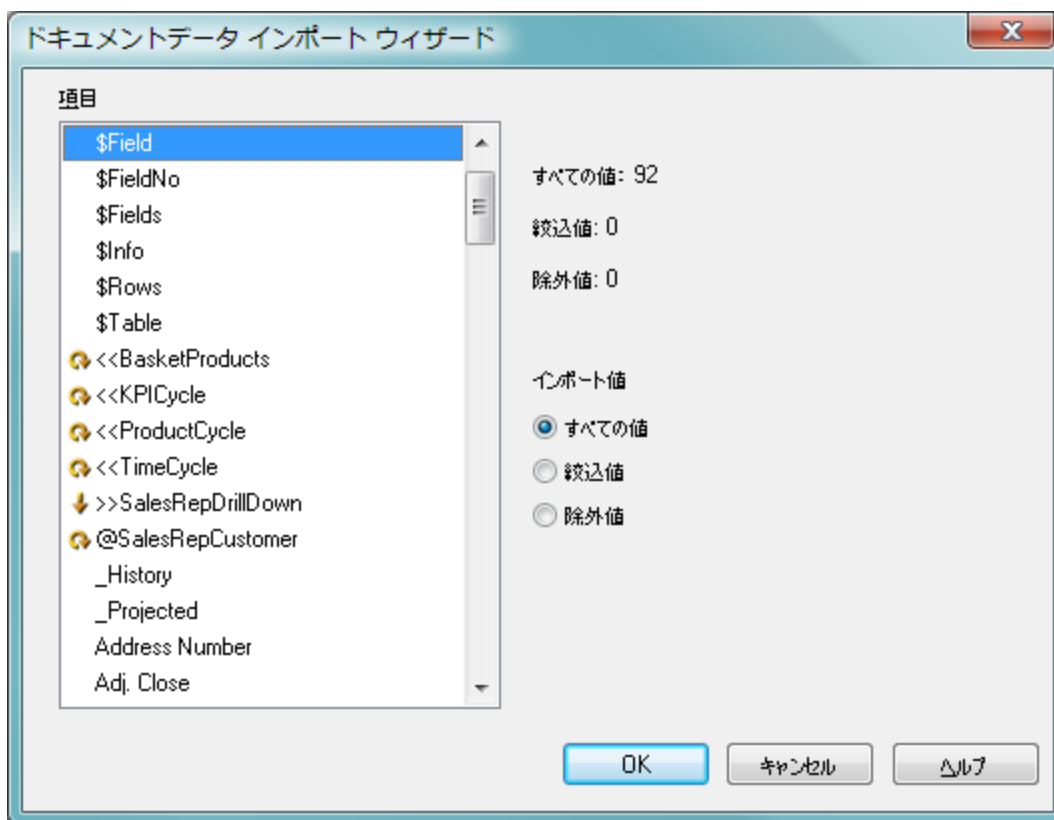 ドキュメントデータ インポート ウィザード
項目
$Field
$FieldNo
$Fields
$Info
$Rows
$Table
<<BasketProducts
<<KPICycle
<<ProductCycle
<<TimeCycle
>>SalesRepDrillDown
@SalesRepCustomer
_History
_Projected
Address Number
Adj. Close
すべての値: 92
絞込値: 0
除外値: 0
インポート値
すべての値
絞込値
除外値
OK
キャンセル
ヘルプ